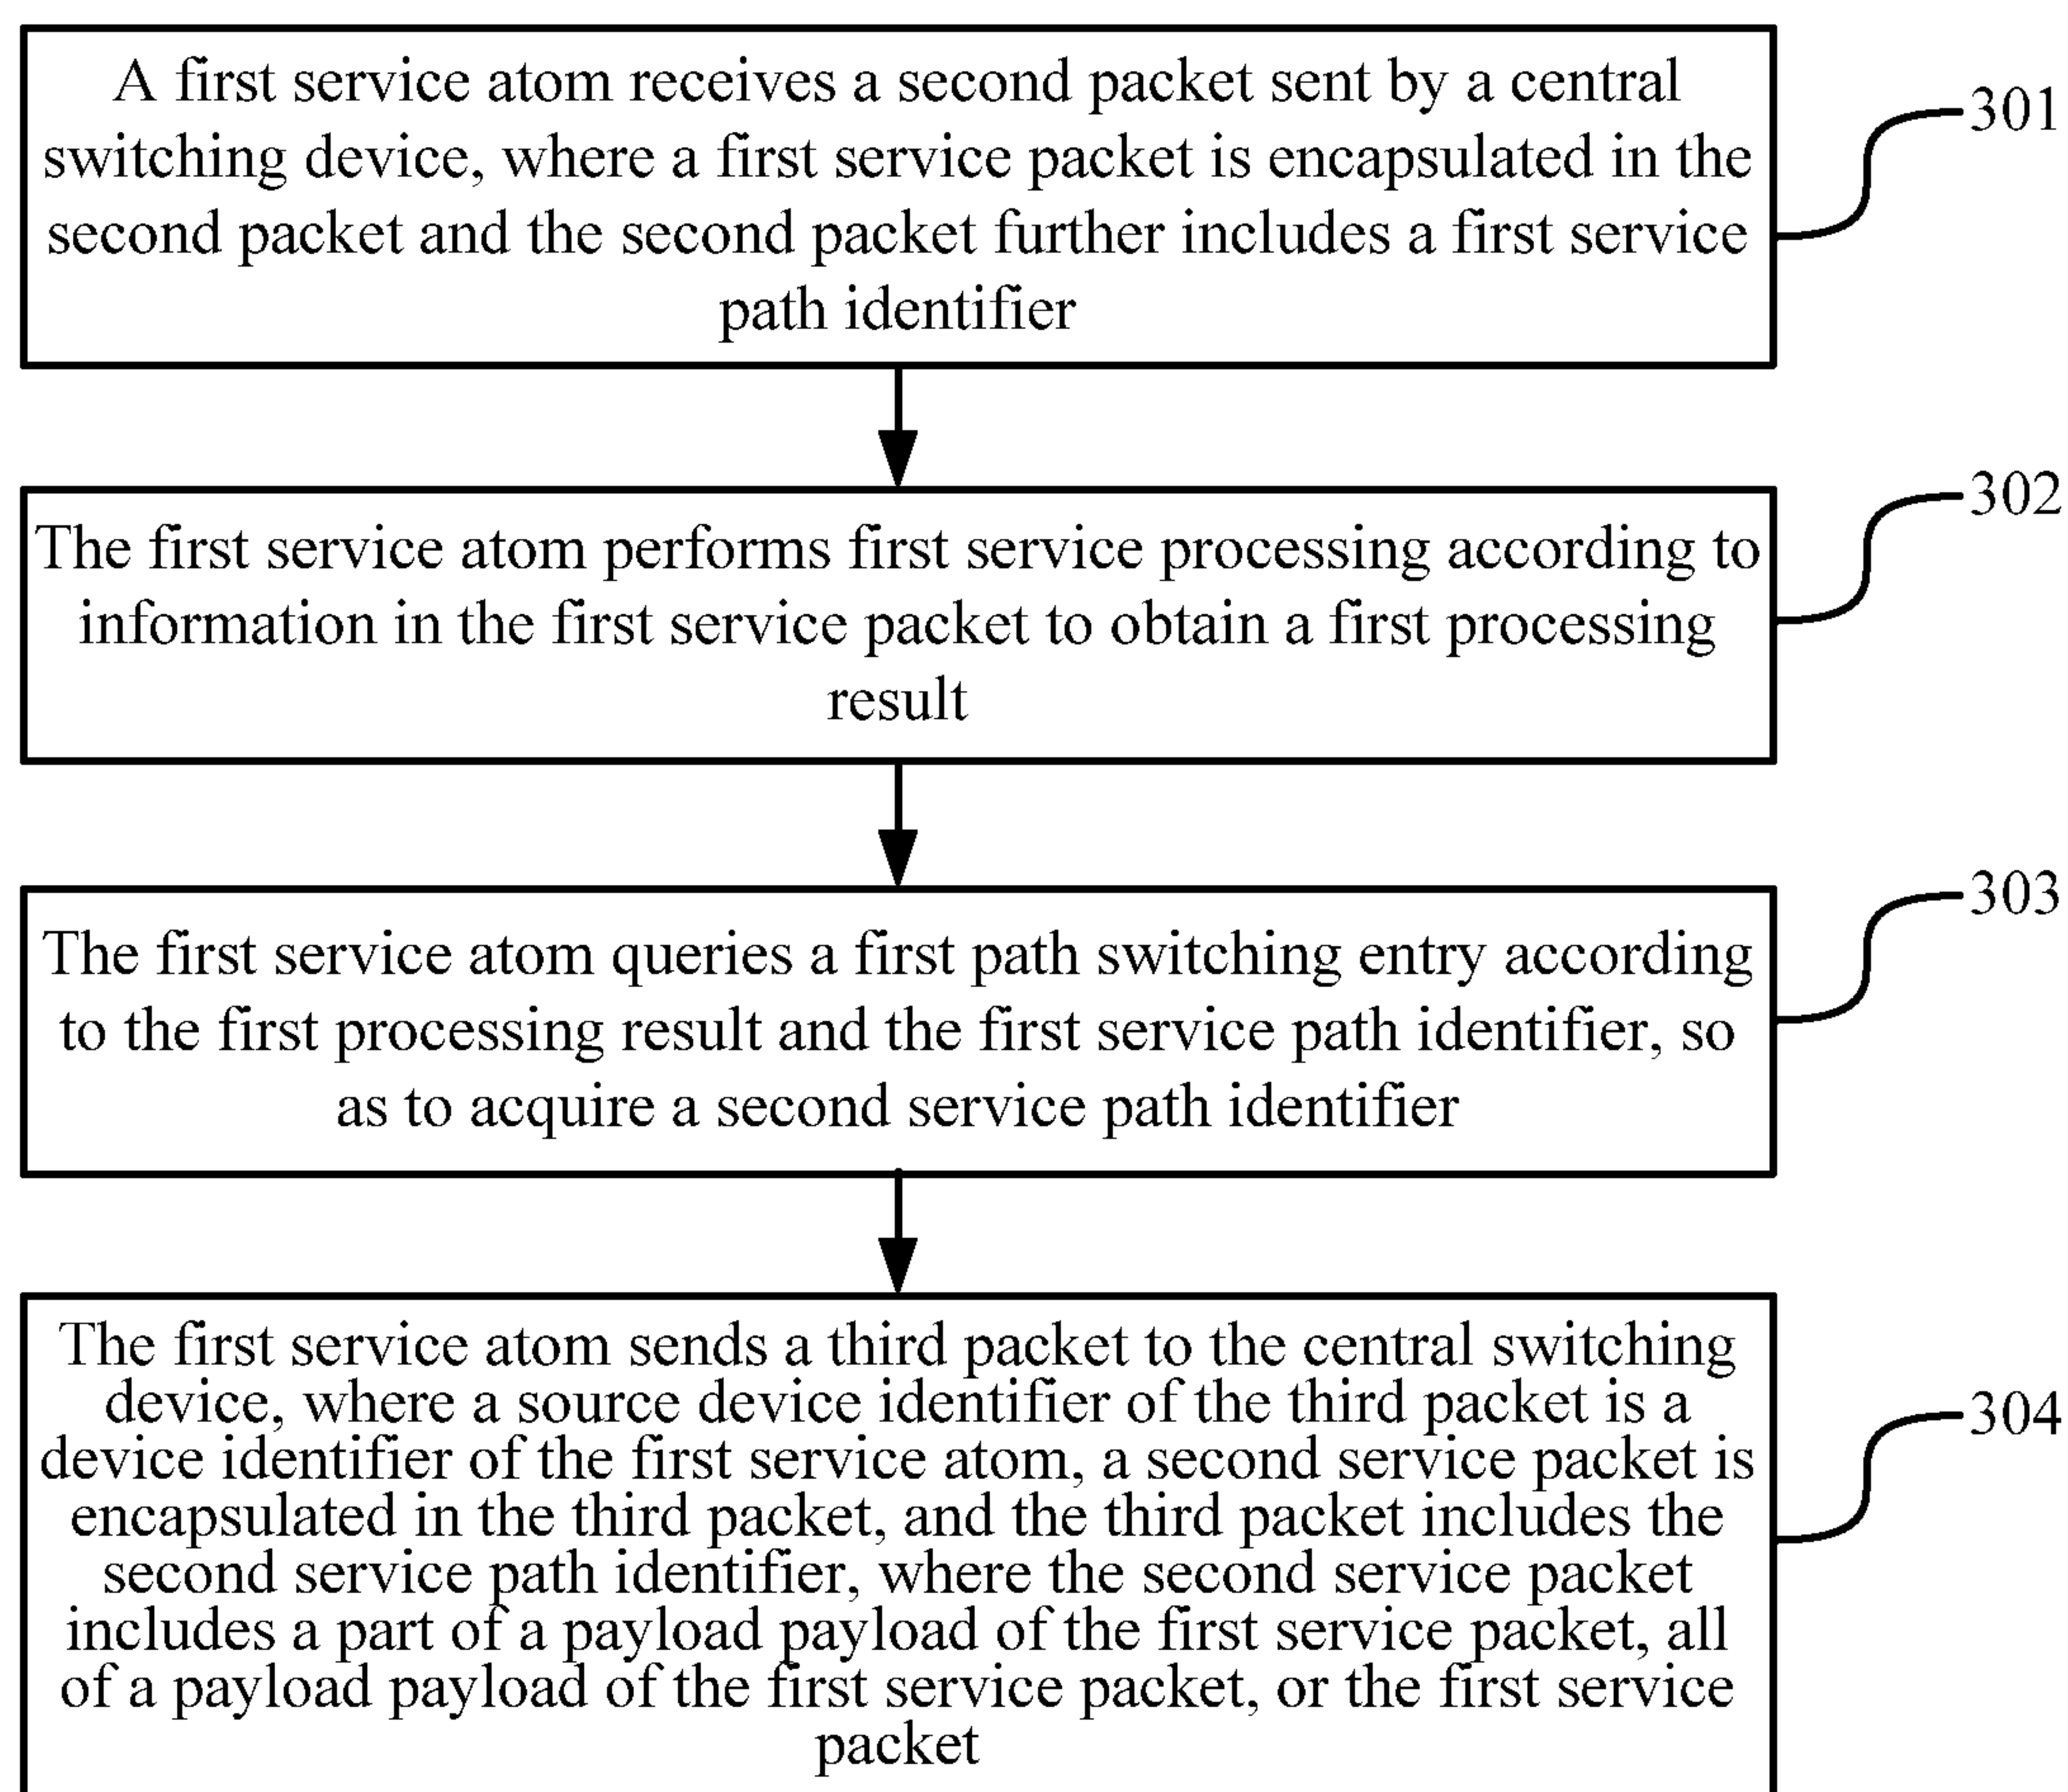 A first service atom receives a second packet sent by a central
switching device, where a first service packet is encapsulated in the
second packet and the second packet further includes a first service
path identifier
301
The first service atom performs first service processing according to
information in the first service packet to obtain a first processing
result
302
The first service atom queries a first path switching entry according
to the first processing result and the first service path identifier, so
as to acquire a second service path identifier
303
The first service atom sends a third packet to the central switching
device, where a source device identifier of the third packet is a
device identifier of the first service atom, a second service packet is
encapsulated in the third packet, and the third packet includes the
second service path identifier, where the second service packet
includes a part of a payload payload of the first service packet, all
of a payload payload of the first service packet, or the first service
packet
304